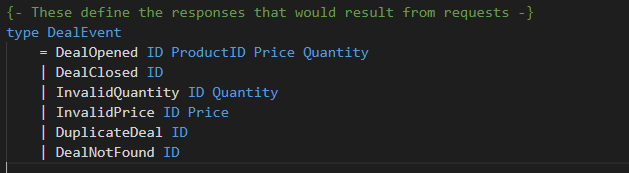 {- These define the responses that would result from requests -}
type DealEvent
    = DealOpened ID ProductID Price Quantity
    | DealClosed ID
    | InvalidQuantity ID Quantity
    | InvalidPrice ID Price
    | DuplicateDeal ID
    | DealNotFound ID